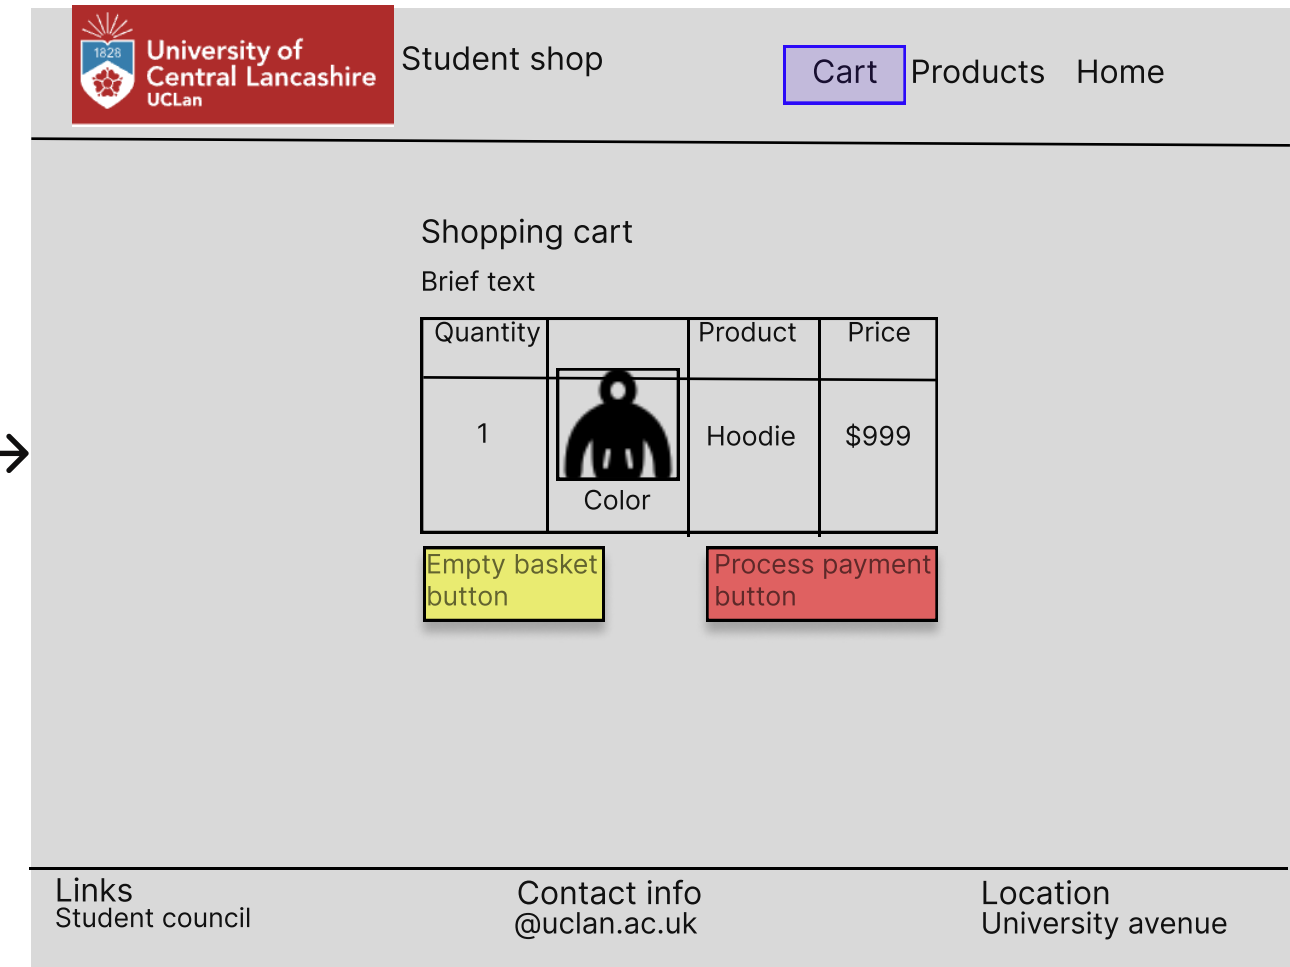 1828
University of
Central Lancashire
UCLan
Student shop
Cart Products Home
Shopping cart
Brief text
Quantity Product Price
1 Hoodie $999
Color
Empty basket
button
Process payment
button
Links
Student council
Contact info
@uclan.ac.uk
Location
University avenue